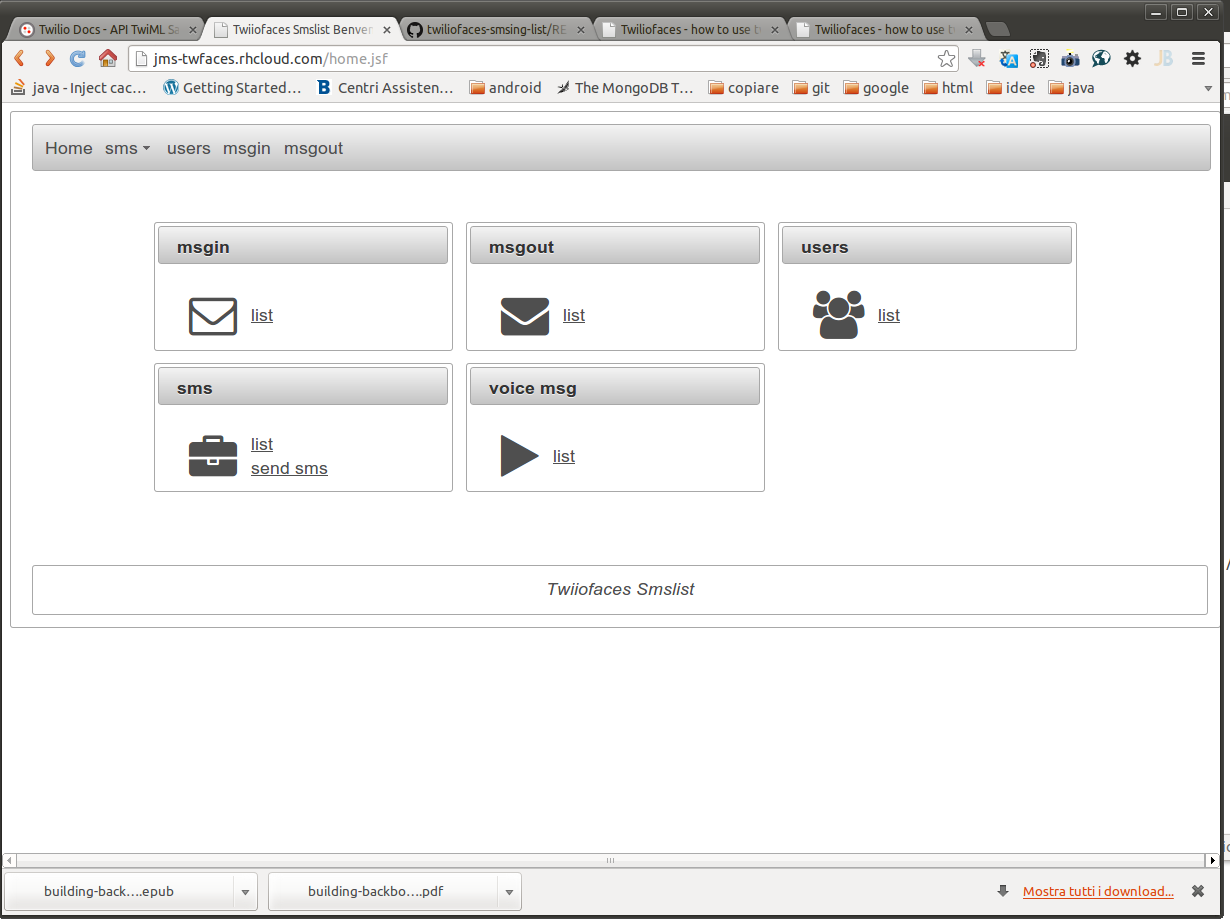 Twilio Docs - API TwiML Sa
Twiiofaces Smslist Benven
twiliofaces-smsing-list/RE
Twiliofaces - how to use tw
Twiliofaces - how to use tw
jms-twfaces.rhcloud.com/home.jsf
java - Inject cac... Getting Started... Centri Assisten... android The MongoDB T... copiare git google html idee java
Home sms users msgin msgout
msgin msgout users
list list list
sms voice msg
list
send sms
list
Twiiofaces Smslist
building-back....epub building-backbo....pdf Mostra tutti i download...